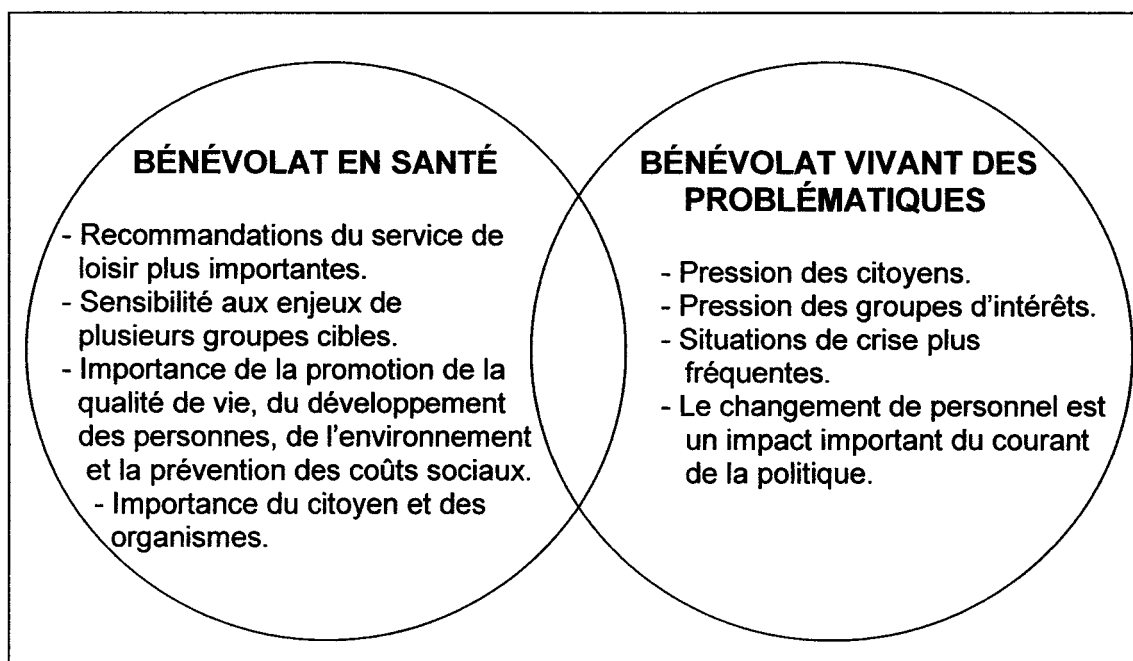 BÉNÉVOLAT EN SANTÉ
- Recommandations du service de
loisir plus importantes.
- Sensibilité aux enjeux de
plusieurs groupes cibles.
- Importance de la promotion de la
qualité de vie, du développement
des personnes, de l'environnement
et la prévention des coûts sociaux.
- Importance du citoyen et des
organismes.
BÉNÉVOLAT VIVANT DES
PROBLÉMATIQUES
- Pression des citoyens.
- Pression des groupes d'intérêts.
- Situations de crise plus
fréquentes.
- Le changement de personnel est
un impact important du courant
de la politique.